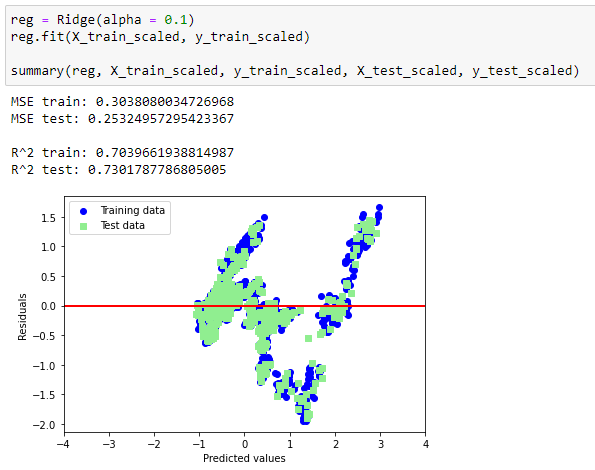 reg = Ridge(alpha = 0.1)
reg.fit(X_train_scaled, y_train_scaled)
summary(reg, X_train_scaled, y_train_scaled, X_test_scaled, y_test_scaled)
MSE train: 0.3038080034726968
MSE test: 0.25324957295423367
R^2 train: 0.7039661938814987
R^2 test: 0.7301787786805005
Training data
Test data
1.5
1.0
0.5
0.0
−0.5
−1.0
−1.5
−2.0
Residuals
−4 −3 −2 −1 0 1 2 3 4
Predicted values